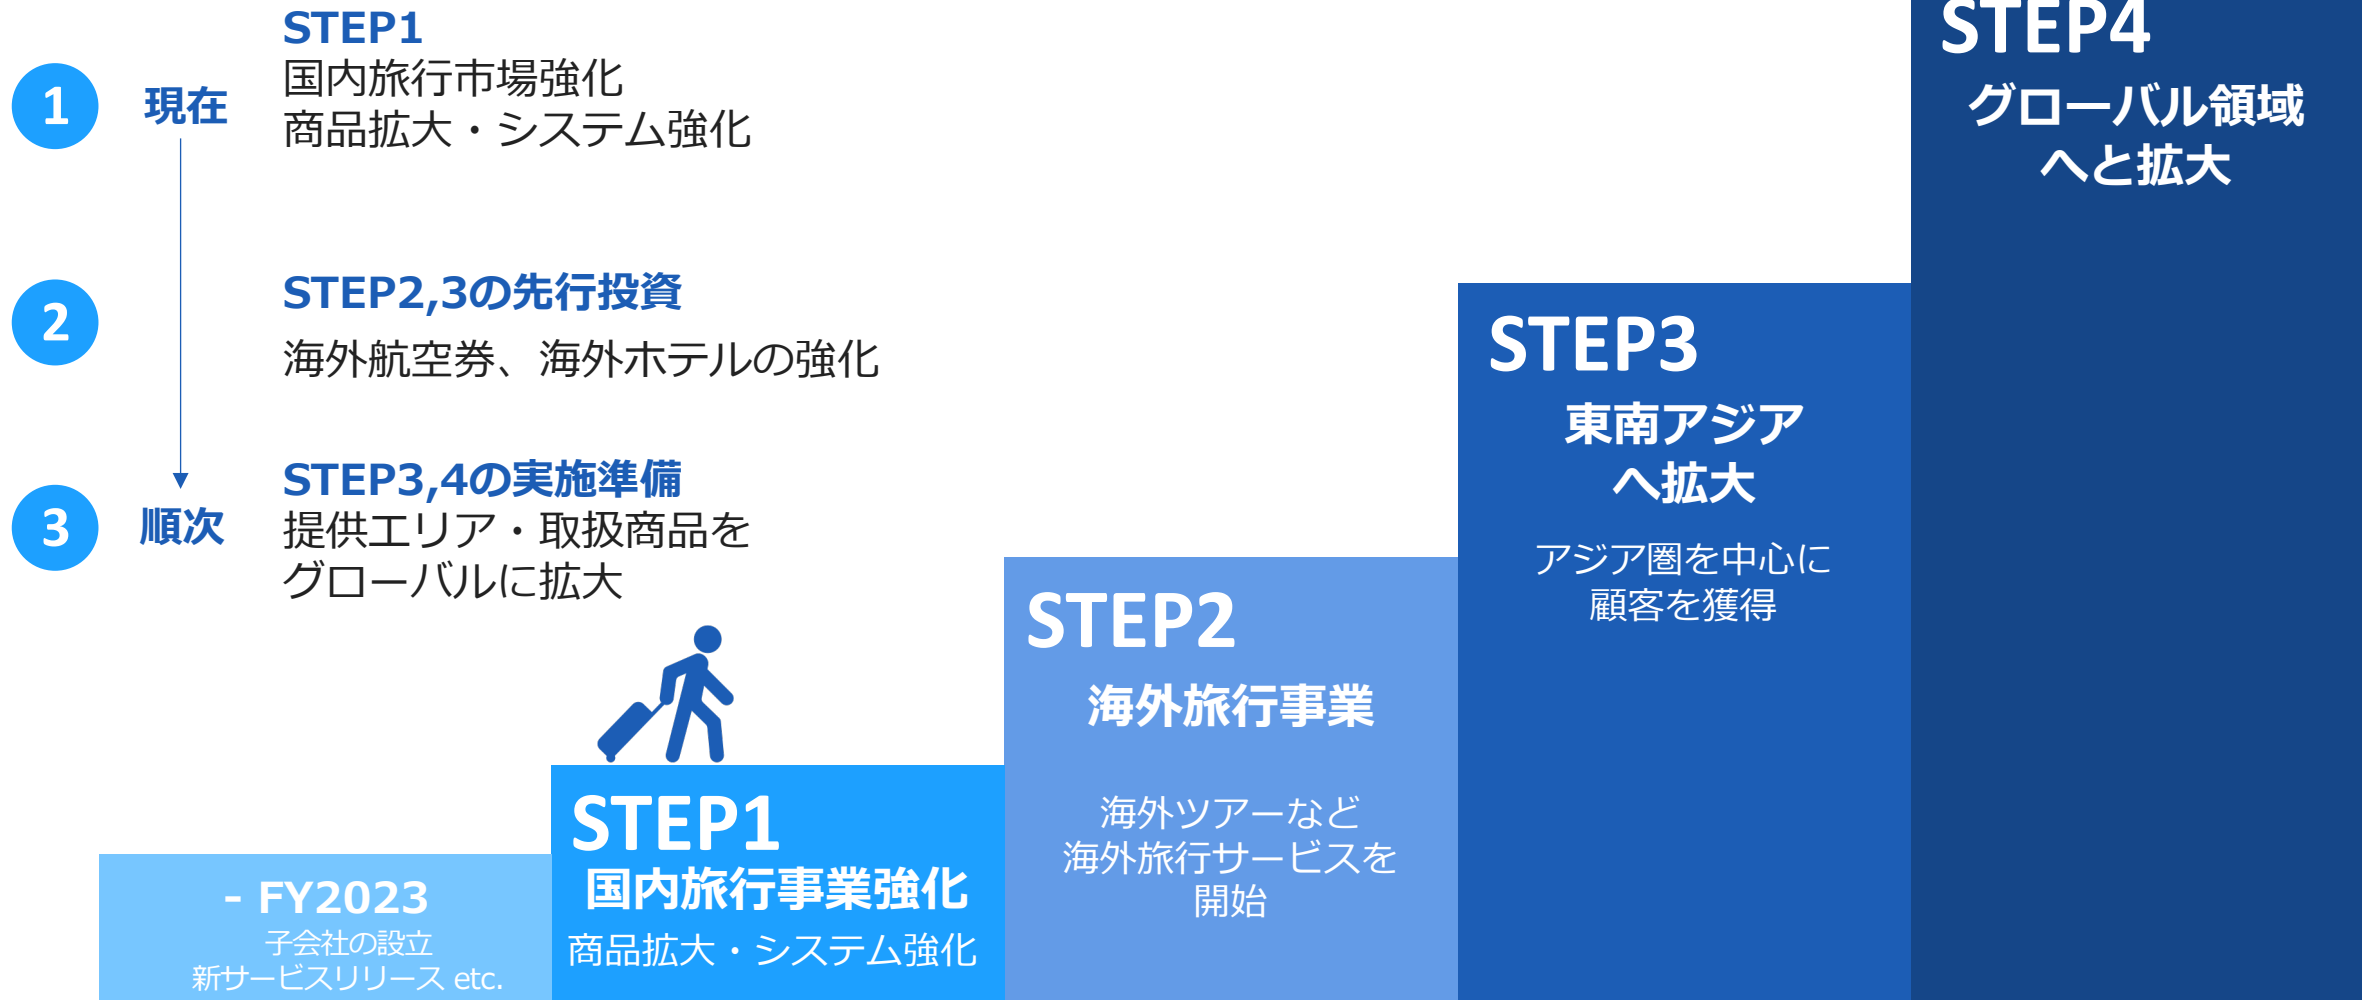 1
現在
STEP1
国内旅行市場強化
商品拡大・システム強化
2
STEP2,3の先行投資
海外航空券、海外ホテルの強化
3
順次
STEP3,4の実施準備
提供エリア・取扱商品を
グローバルに拡大
- FY2023
子会社の設立
新サービスリリース etc.
STEP1
国内旅行事業強化
商品拡大・システム強化
STEP2
海外旅行事業
海外ツアーなど
海外旅行サービスを
開始
STEP3
東南アジア
へ拡大
アジア圏を中心に
顧客を獲得
STEP4
グローバル領域
へと拡大